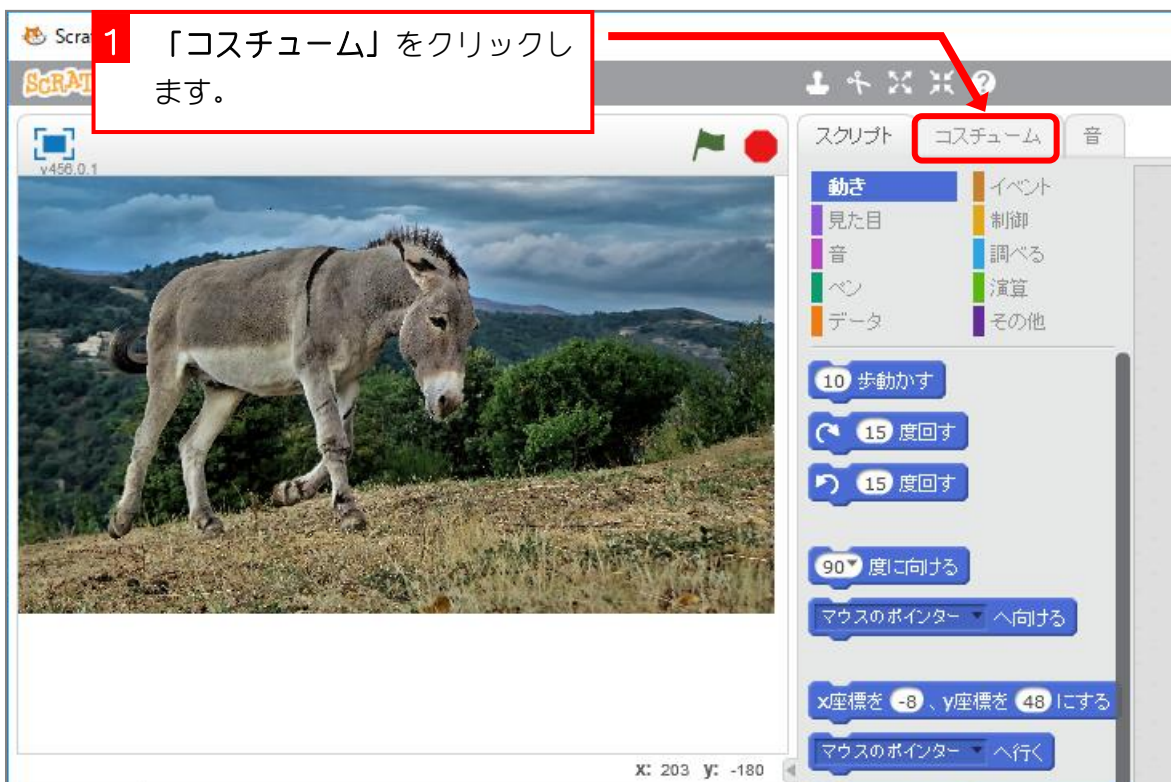 Scra
1 「コスチューム」をクリックし
ます。
SCRAT
v456.0.1
スクリプト コスチューム 音
動き イベント
見た目 制御
音 調べる
ペン 演算
データ その他
10 歩動かす
15 度回す
15 度回す
90▼ 度に向ける
マウスのポインター へ向ける
x座標を -8 、y座標を 48 にする
マウスのポインター へ行く
x: 203 y: -180